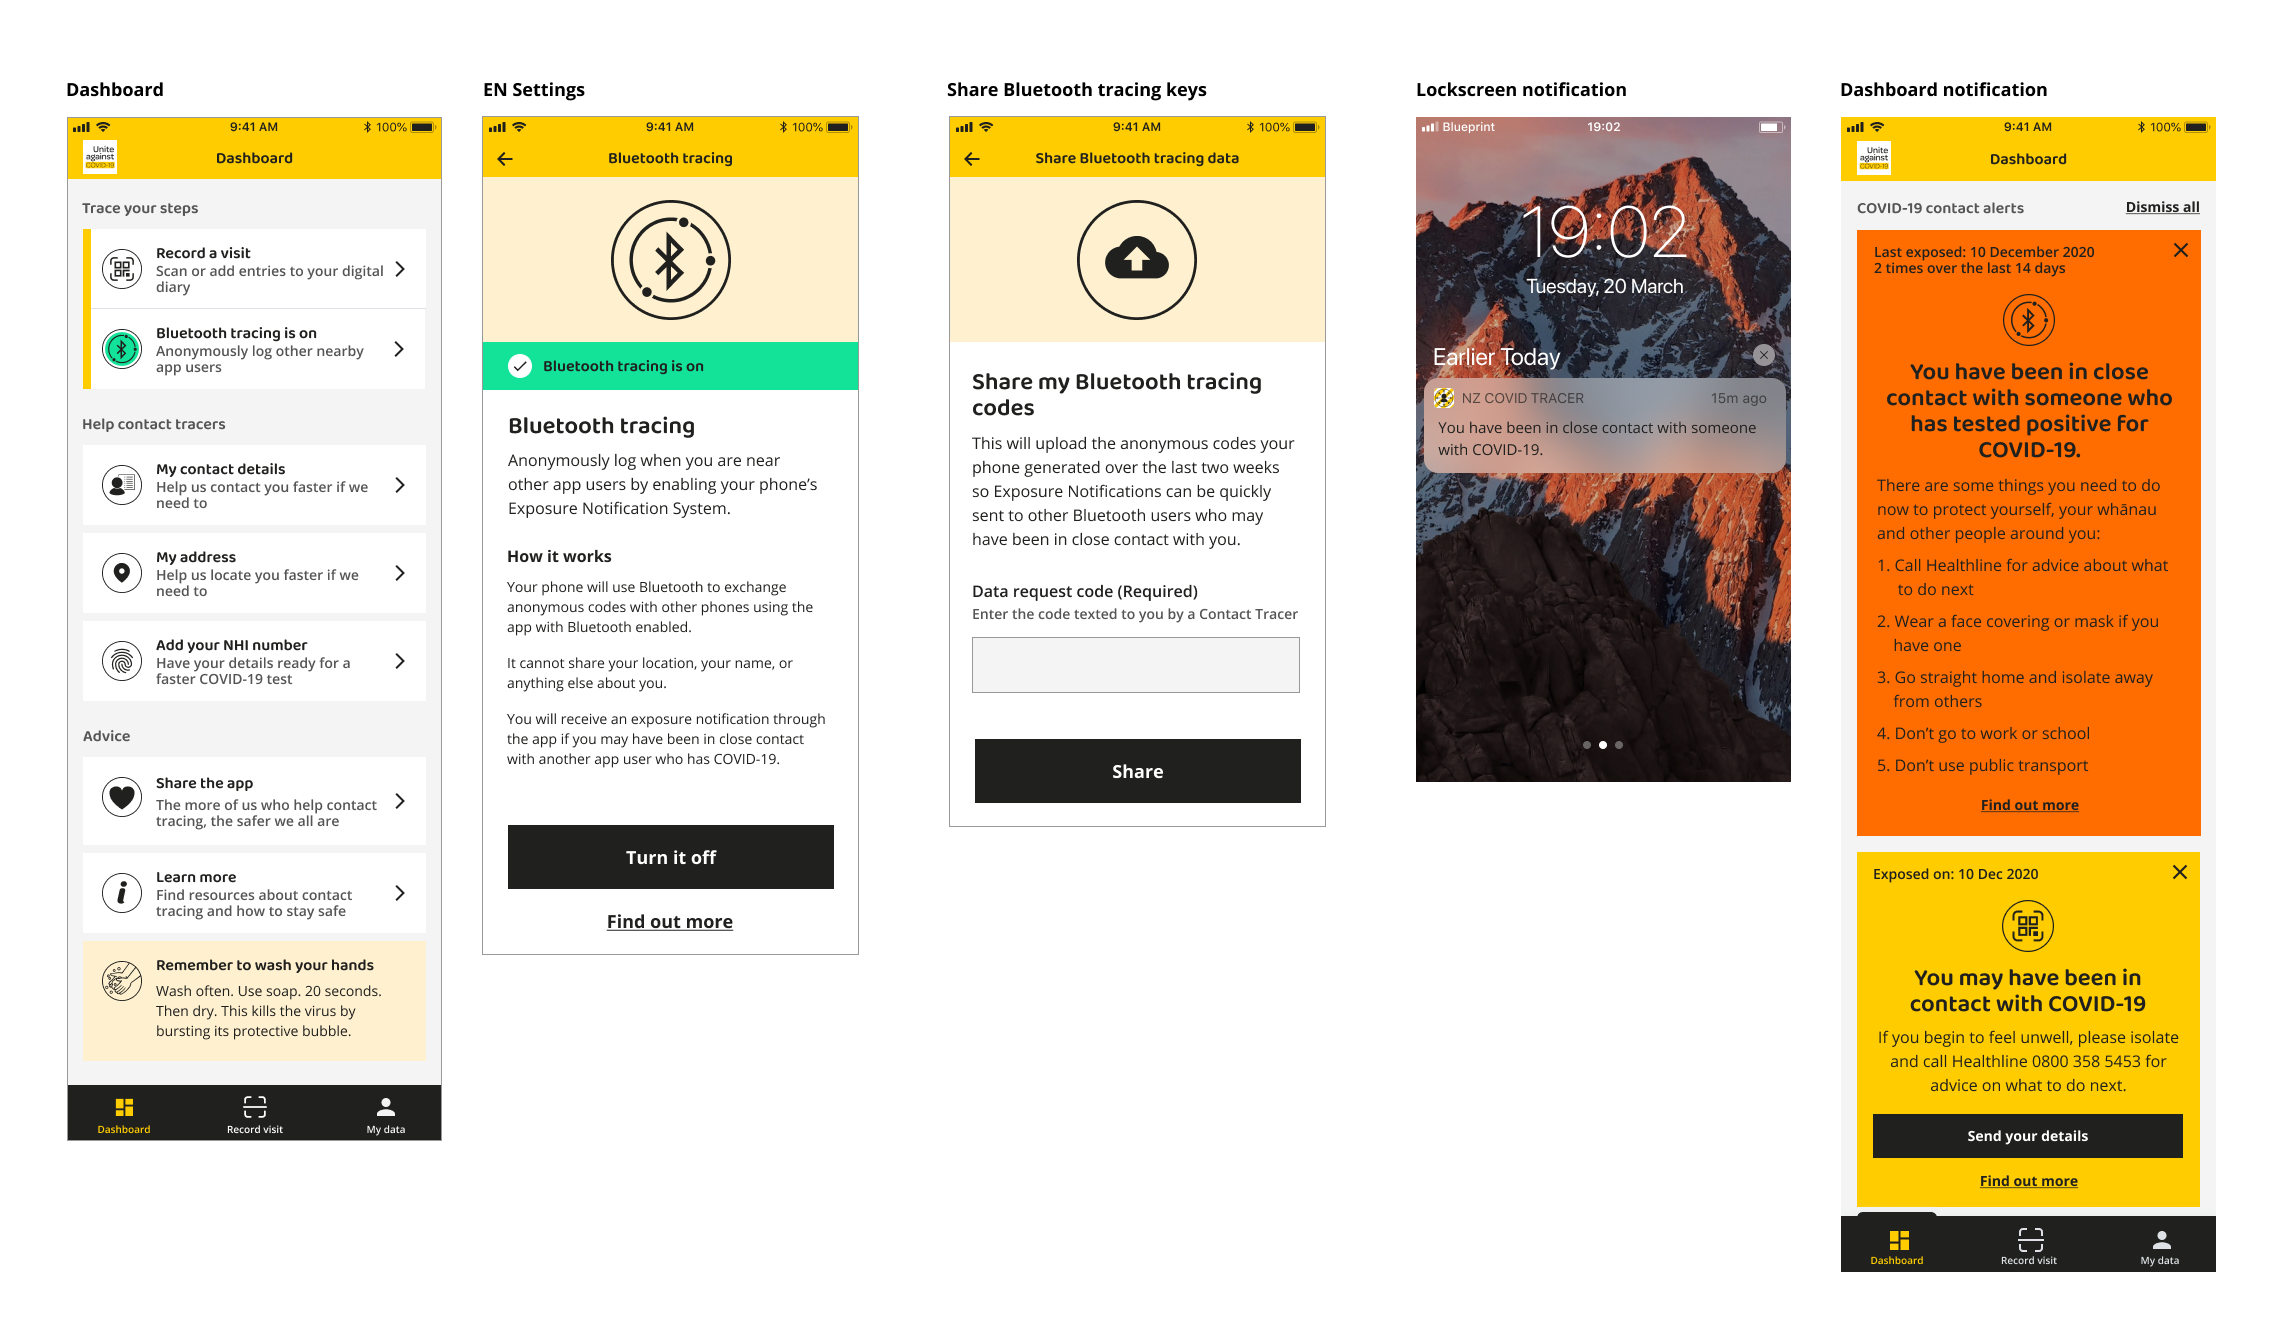 Dashboard
9:41 AM
100%
Unite
against
COVID-19
Dashboard
Trace your steps
Record a visit
Scan or add entries to your digital
diary
Bluetooth tracing is on
Anonymously log other nearby
app users
Help contact tracers
My contact details
Help us contact you faster if we
need to
My address
Help us locate you faster if we
need to
Add your NHI number
Have your details ready for a
faster COVID-19 test
Advice
Share the app
The more of us who help contact
tracing, the safer we all are
Learn more
Find resources about contact
tracing and how to stay safe
Remember to wash your hands
Wash often. Use soap. 20 seconds.
Then dry. This kills the virus by
bursting its protective bubble.
Dashboard
Record visit
My data
EN Settings
9:41 AM
100%
Bluetooth tracing
Bluetooth tracing is on
Bluetooth tracing
Anonymously log when you are near
other app users by enabling your phone’s
Exposure Notification System.
How it works
Your phone will use Bluetooth to exchange
anonymous codes with other phones using the
app with Bluetooth enabled.
It cannot share your location, your name, or
anything else about you.
You will receive an exposure notification through
the app if you may have been in close contact
with another app user who has COVID-19.
Turn it off
Find out more
Share Bluetooth tracing keys
9:41 AM
100%
Share Bluetooth tracing data
Share my Bluetooth tracing
codes
This will upload the anonymous codes your
phone generated over the last two weeks
so Exposure Notifications can be quickly
sent to other Bluetooth users who may
have been in close contact with you.
Data request code (Required)
Enter the code texted to you by a Contact Tracer
Share
Lockscreen notification
Blueprint
19:02
19:02
Tuesday, 20 March
Earlier Today
NZ COVID TRACER
15m ago
You have been in close contact with someone
with COVID-19.
Dashboard notification
9:41 AM
100%
Unite
against
COVID-19
Dashboard
COVID-19 contact alerts
Dismiss all
Last exposed: 10 December 2020
2 times over the last 14 days
You have been in close
contact with someone who
has tested positive for
COVID-19.
There are some things you need to do
now to protect yourself, your whānau
and other people around you:
1. Call Healthline for advice about what
to do next
2. Wear a face covering or mask if you
have one
3. Go straight home and isolate away
from others
4. Don’t go to work or school
5. Don’t use public transport
Find out more
Exposed on: 10 Dec 2020
You may have been in
contact with COVID-19
If you begin to feel unwell, please isolate
and call Healthline 0800 358 5453 for
advice on what to do next.
Send your details
Find out more
Dashboard
Record visit
My data